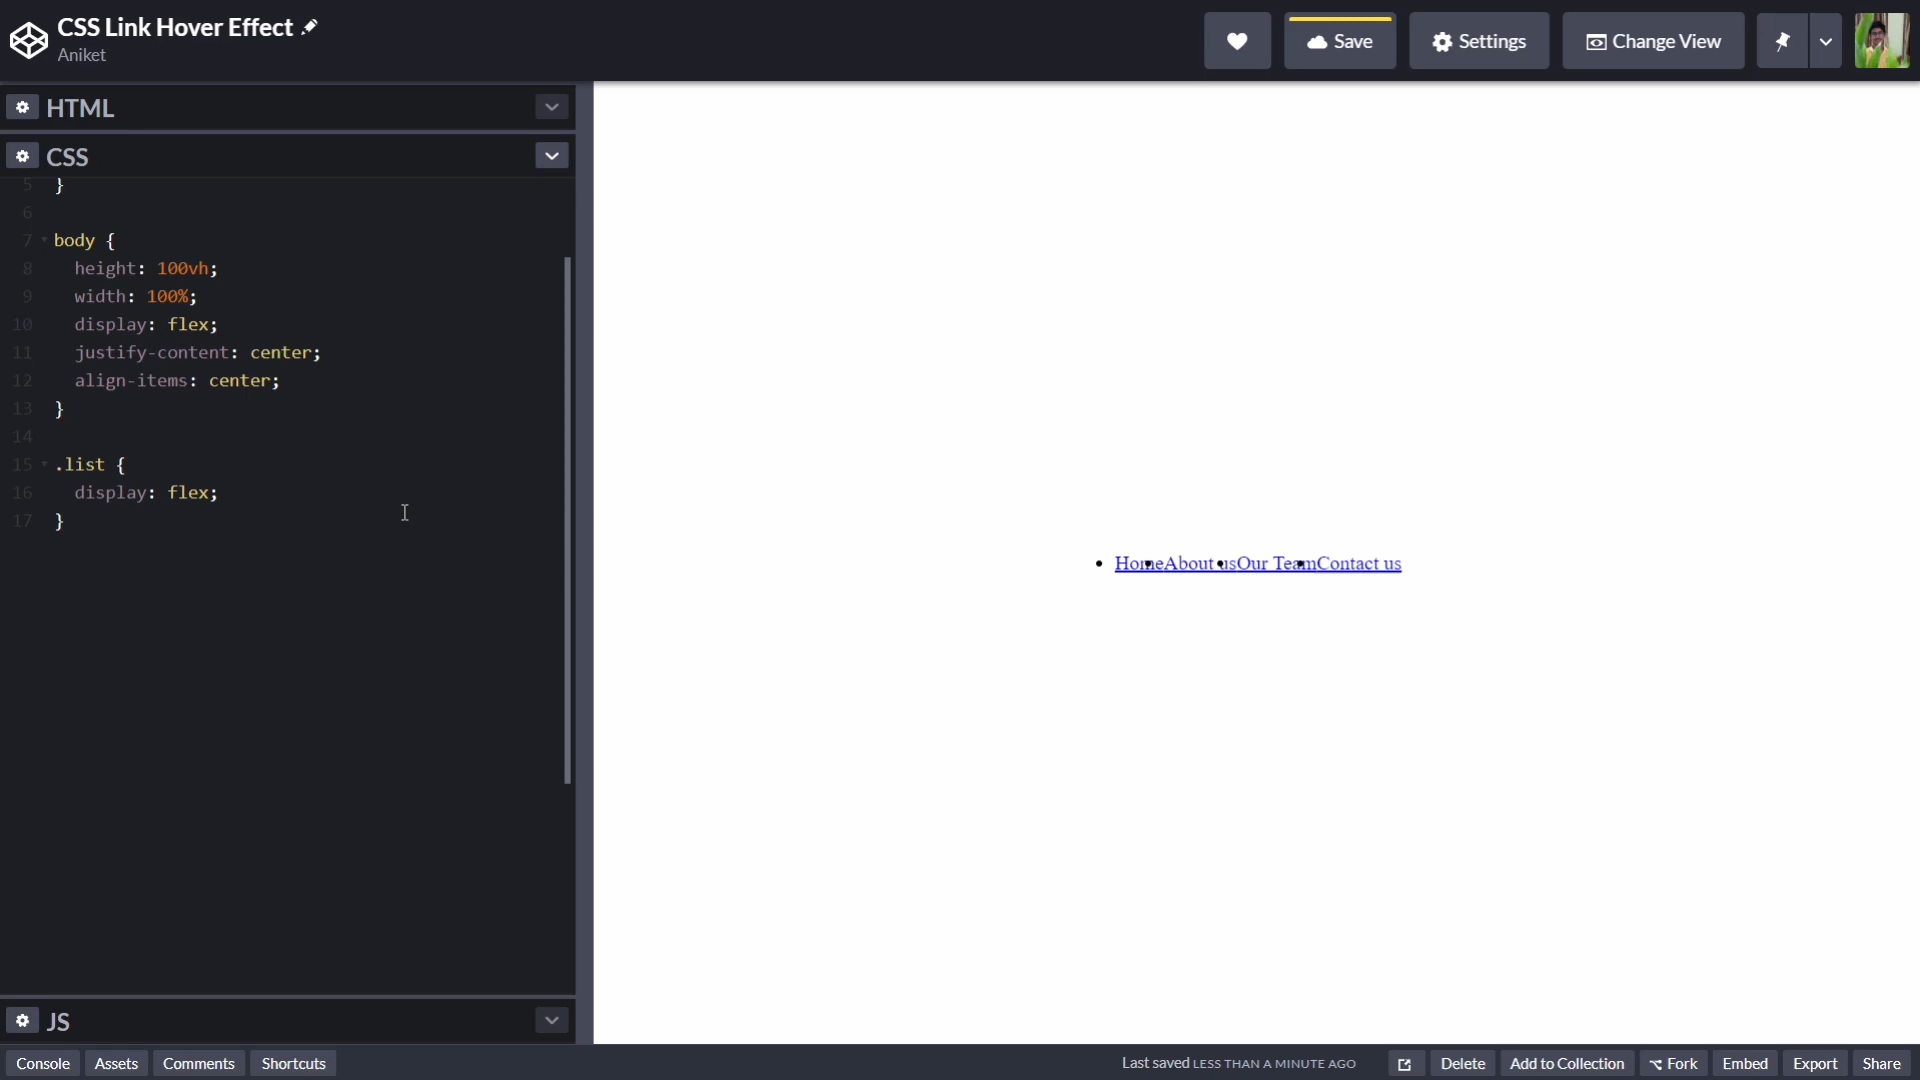 CSS Link Hover Effect
Aniket
Save
Settings
Change View
HTML
CSS
5 }
6
7 body {
8 height: 100vh;
9 width: 100%;
10 display: flex;
11 justify-content: center;
12 align-items: center;
13 }
14
15 .list {
16 display: flex;
17 }
• HomeAbout usOur TeamContact us
JS
Console Assets Comments Shortcuts
Last saved LESS THAN A MINUTE AGO
Delete Add to Collection Fork Embed Export Share